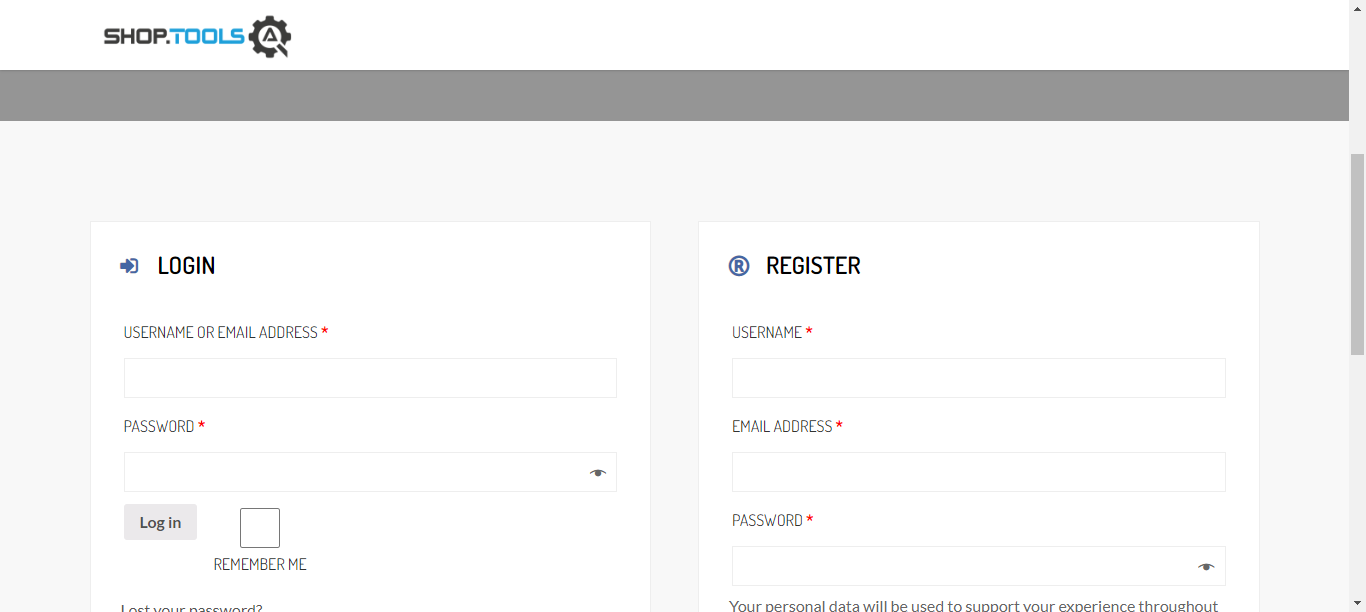 SHOP.TOOLS
LOGIN
USERNAME OR EMAIL ADDRESS *
PASSWORD *
Log in
REMEMBER ME
Lost your password?
REGISTER
USERNAME *
EMAIL ADDRESS *
PASSWORD *
Your personal data will be used to support your experience throughout